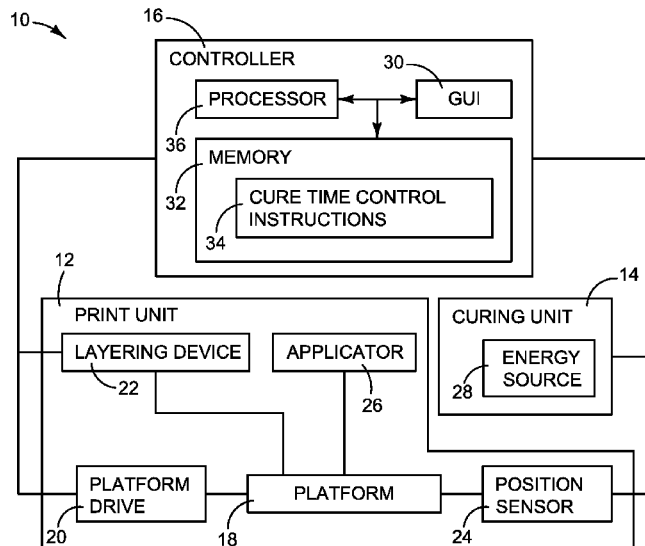 10
16
CONTROLLER
30
PROCESSOR
GUI
36
MEMORY
32
CURE TIME CONTROL
INSTRUCTIONS
34
12
14
PRINT UNIT
CURING UNIT
LAYERING DEVICE
APPLICATOR
ENERGY
SOURCE
22
26
28
PLATFORM
DRIVE
PLATFORM
POSITION
SENSOR
20
18
24